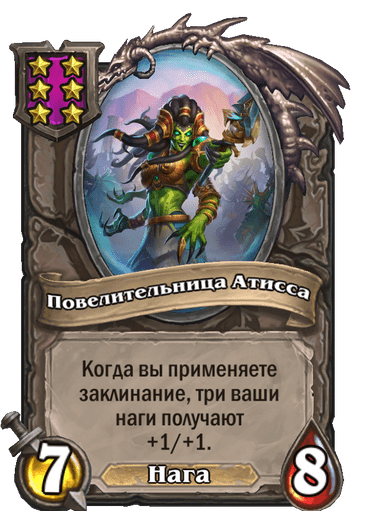 Повелительница Атисса
Когда вы применяете
заклинание, три ваши
наги получают
+1/+1.
7
Нага
8